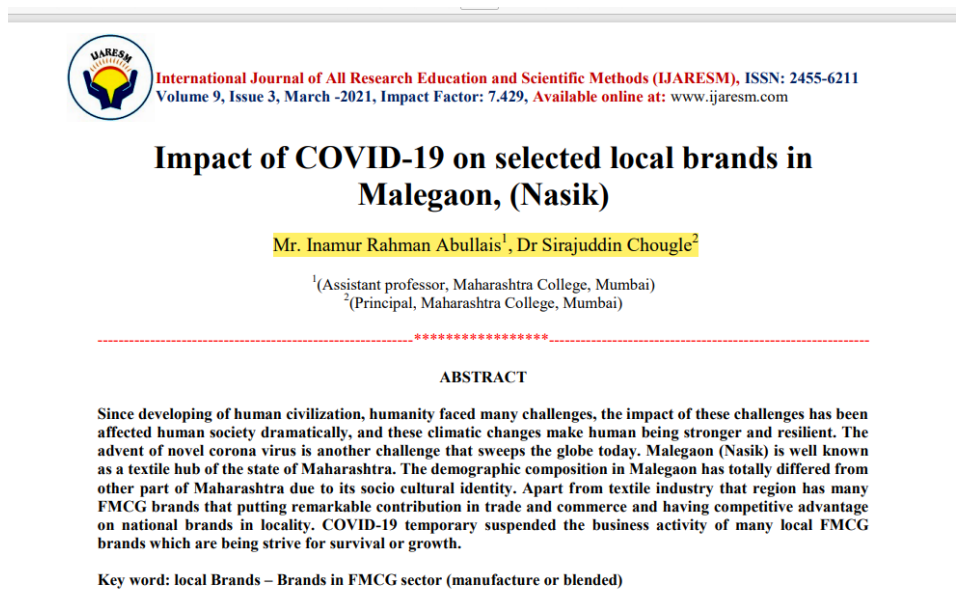 IJARESM
International Journal of All Research Education and Scientific Methods (IJARESM), ISSN: 2455-6211
Volume 9, Issue 3, March -2021, Impact Factor: 7.429, Available online at: www.ijaresm.com
Impact of COVID-19 on selected local brands in
Malegaon, (Nasik)
Mr. Inamur Rahman Abullais1, Dr Sirajuddin Chougle2
1(Assistant professor, Maharashtra College, Mumbai)
2(Principal, Maharashtra College, Mumbai)
------------------------------------------------------------*****************------------------------------------------------------------
ABSTRACT
Since developing of human civilization, humanity faced many challenges, the impact of these challenges has been
affected human society dramatically, and these climatic changes make human being stronger and resilient. The
advent of novel corona virus is another challenge that sweeps the globe today. Malegaon (Nasik) is well known
as a textile hub of the state of Maharashtra. The demographic composition in Malegaon has totally differed from
other part of Maharashtra due to its socio cultural identity. Apart from textile industry that region has many
FMCG brands that putting remarkable contribution in trade and commerce and having competitive advantage
on national brands in locality. COVID-19 temporary suspended the business activity of many local FMCG
brands which are being strive for survival or growth.
Key word: local Brands – Brands in FMCG sector (manufacture or blended)